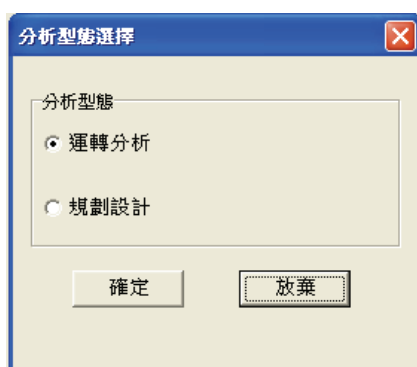 分析型態選擇
分析型態
運轉分析
規劃設計
確定
放棄